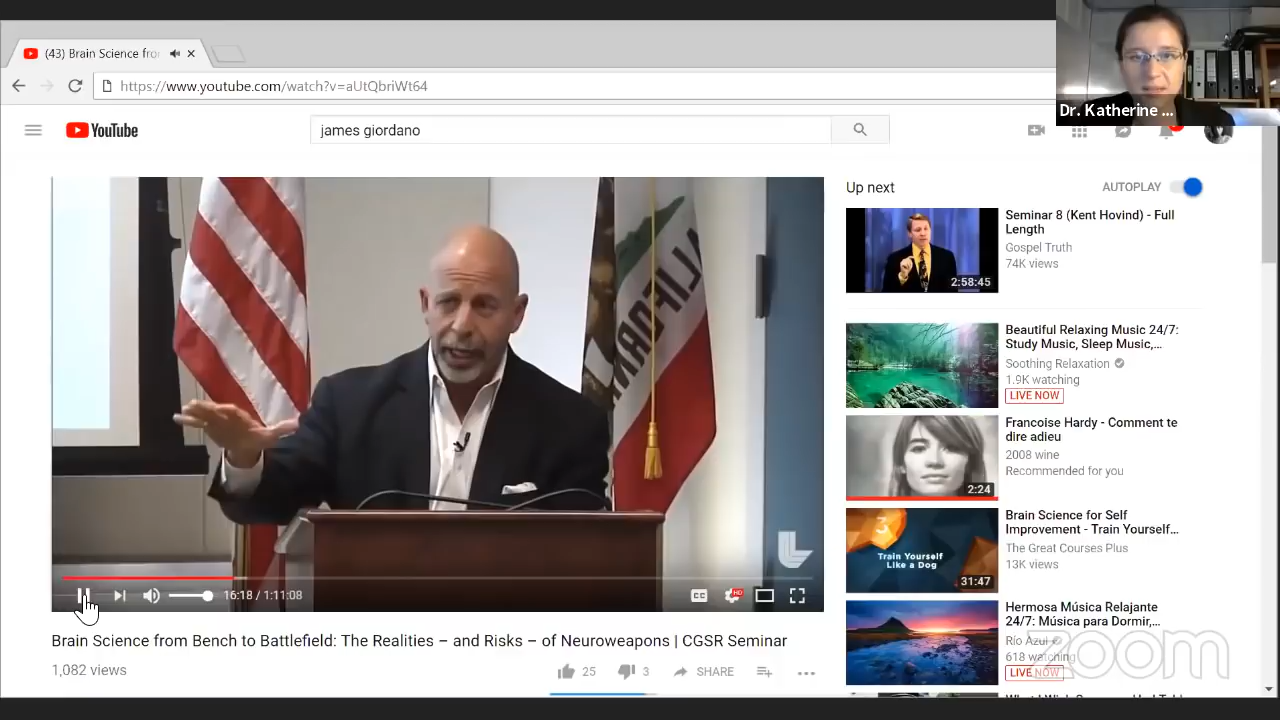 (43) Brain Science fro
https://www.youtube.com/watch?v=aUtQbriWt64
Dr. Katherine ...
YouTube
james giordano
Up next
AUTOPLAY
Seminar 8 (Kent Hovind) - Full
Length
Gospel Truth
74K views
2:58:45
Beautiful Relaxing Music 24/7:
Study Music, Sleep Music,...
Soothing Relaxation
1.9K watching
LIVE NOW
Francoise Hardy - Comment te
dire adieu
2008 wine
Recommended for you
2:24
Brain Science for Self
Improvement - Train Yourself...
The Great Courses Plus
13K views
3
Train Yourself
Like a Dog
31:47
Hermosa Música Relajante
24/7: Música para Dormir,...
Río Azul
618 watching
LIVE NOW
zoom
CALIFORNIA
16:18 / 1:11:08
CC
HD
Brain Science from Bench to Battlefield: The Realities – and Risks – of Neuroweapons | CGSR Seminar
1,082 views
25
3
SHARE